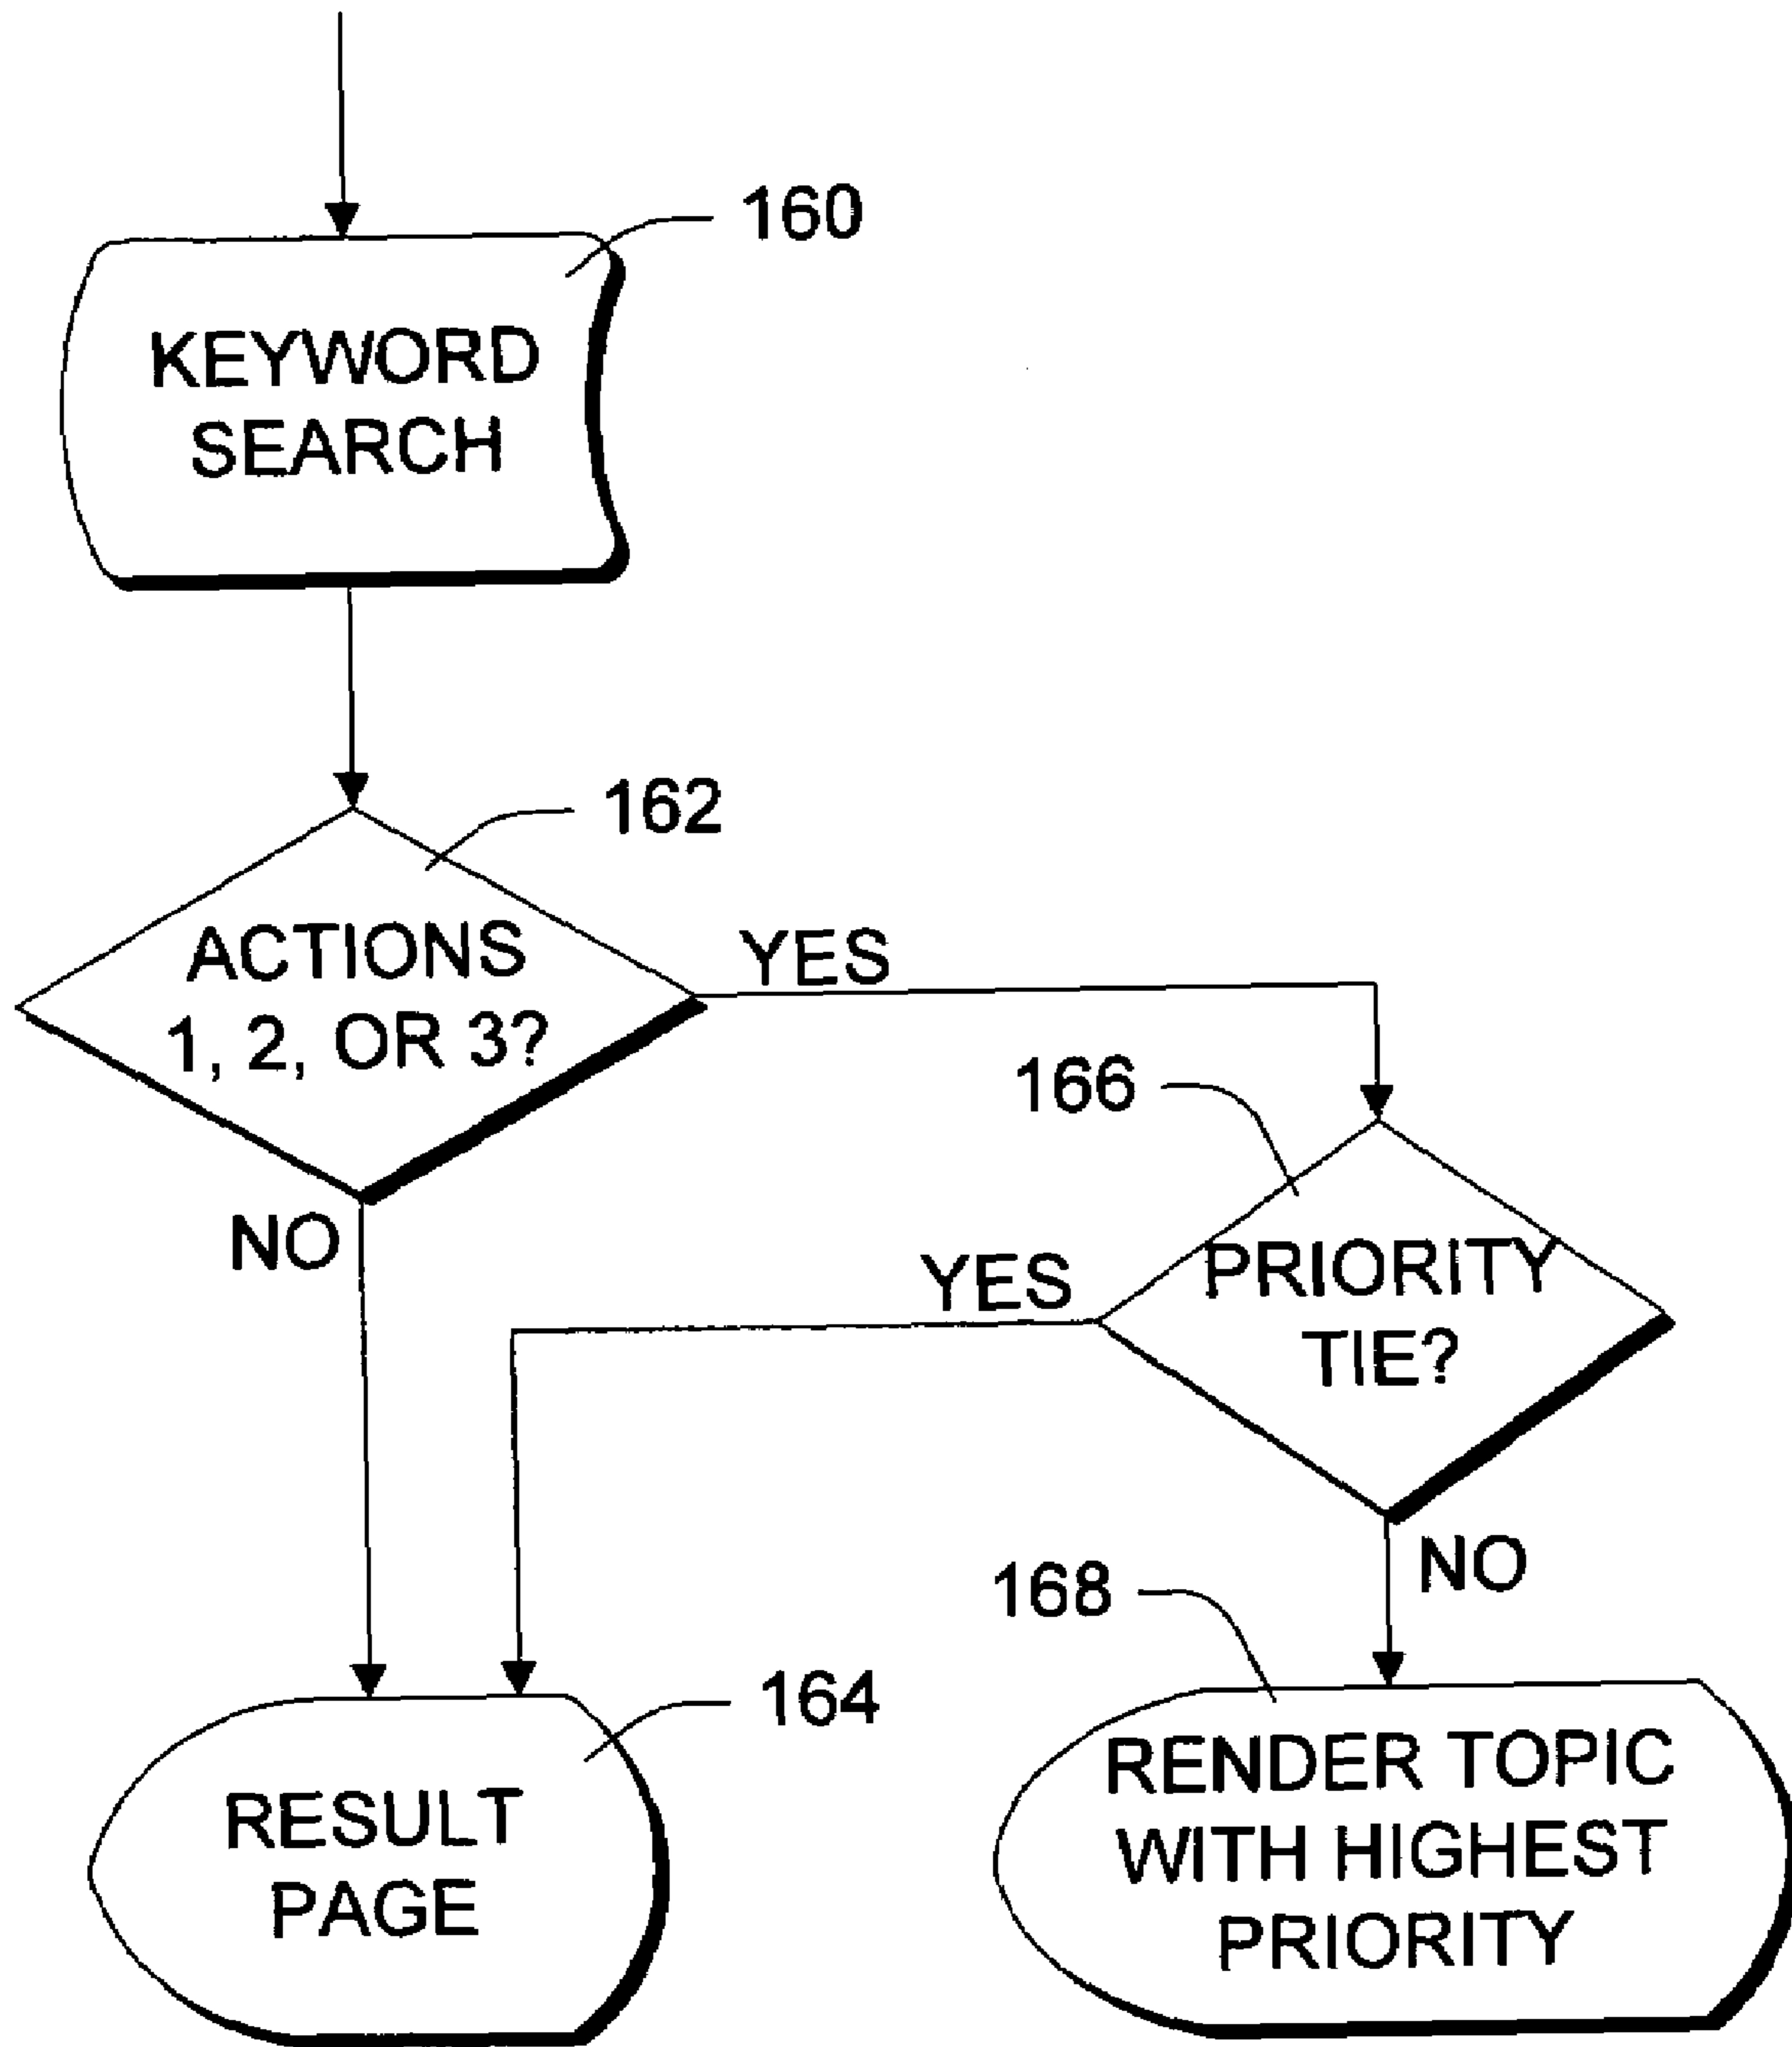 160
KEYWORD
SEARCH
162
ACTIONS
1, 2, OR 3?
YES
166
NO
YES
PRIORITY
TIE?
NO
168
164
RESULT
PAGE
RENDER TOPIC
WITH HIGHEST
PRIORITY